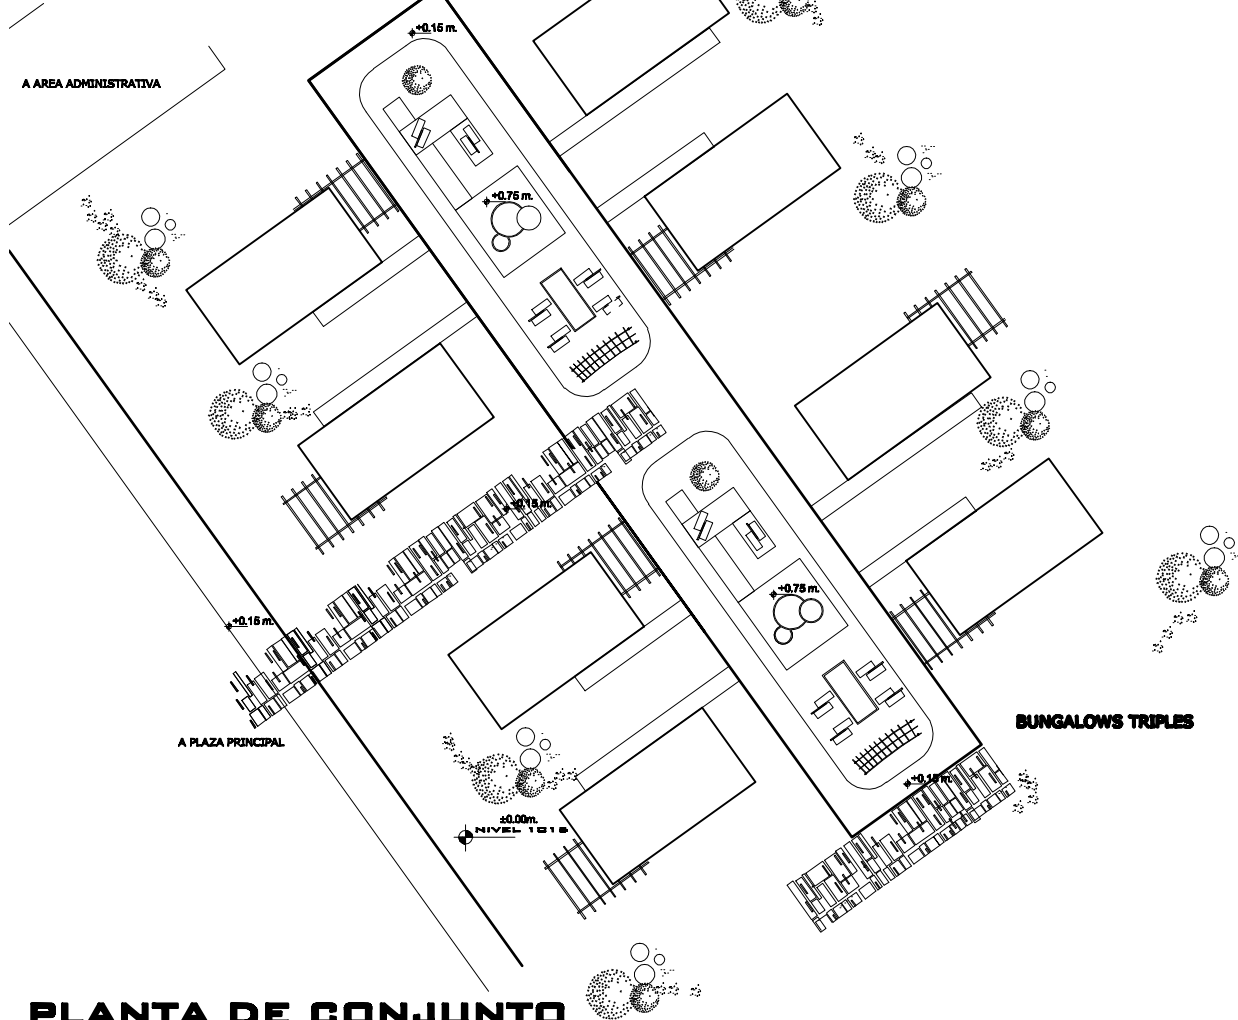 +0.15 m.
A AREA ADMINISTRATIVA
+0.75 m.
+0.15 m.
+0.75 m.
+0.15 m.
BUNGALOWS TRIPLES
A PLAZA PRINCIPAL
+0.15 m.
±0.00m.
NIVEL 1015
PLANTA DE CONJUNTO